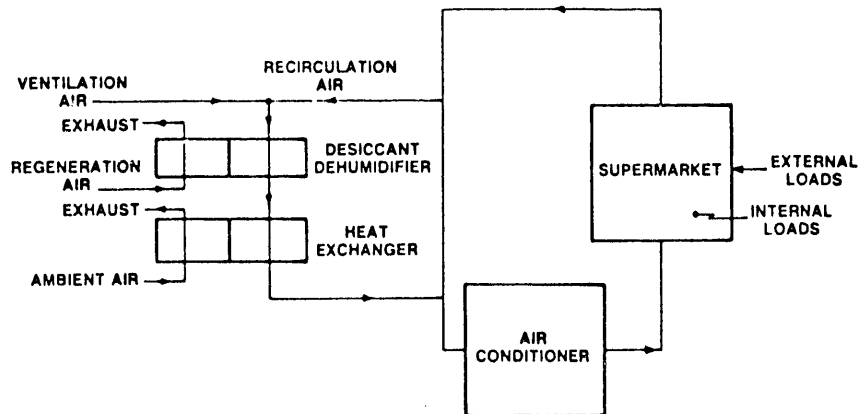 VENTILATION
AIR
RECIRCULATION
AIR
EXHAUST
DESICCANT
DEHUMIDIFIER
REGENERATION
AIR
EXHAUST
HEAT
EXCHANGER
AMBIENT AIR
SUPERMARKET
EXTERNAL
LOADS
INTERNAL
LOADS
AIR
CONDITIONER